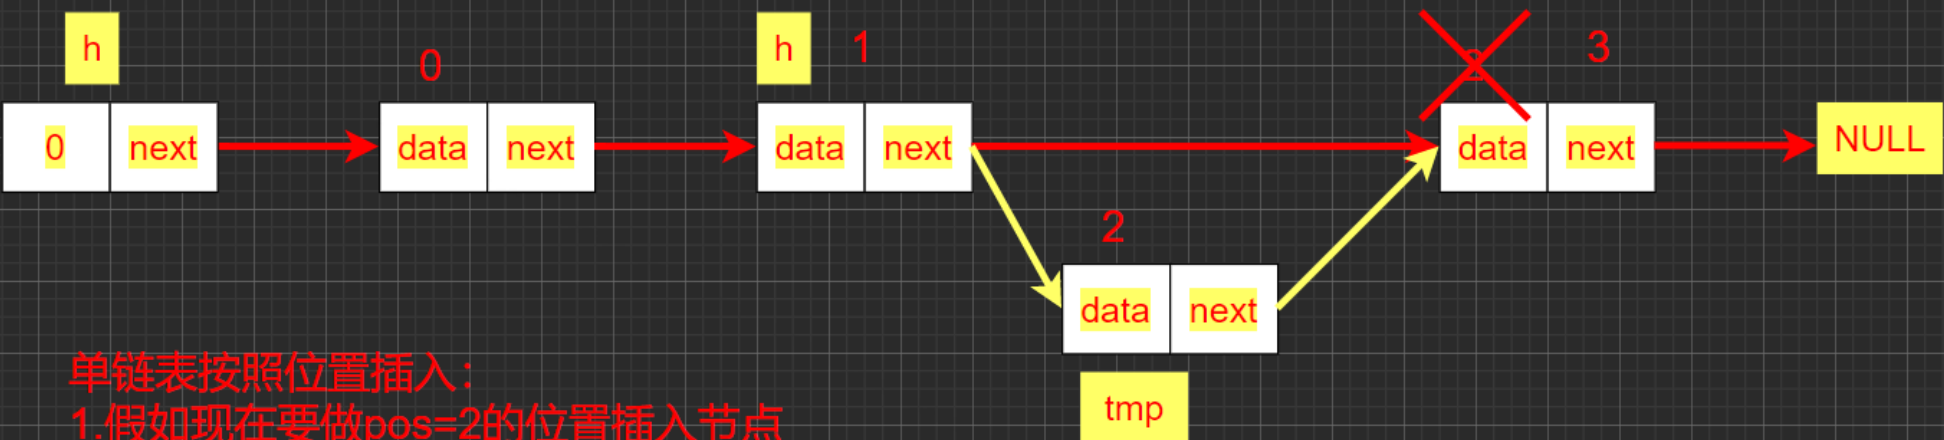 h
0
h
1
2
3
0 next
data next
data next
data next
NULL
2
data next
tmp
单链表按照位置插入：
1.假如现在要做pos=2的位置插入节点